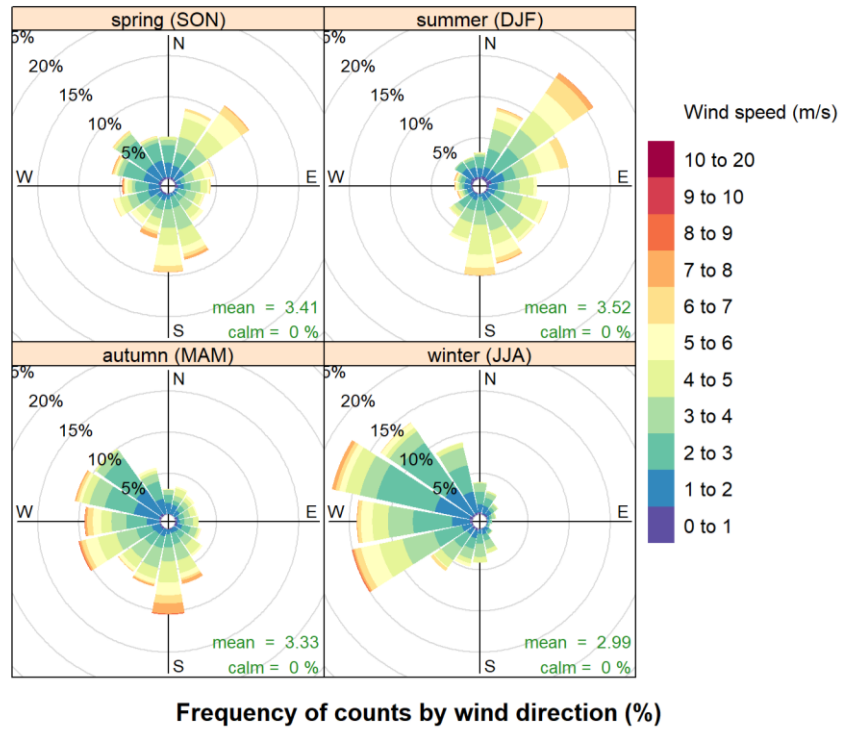 spring (SON)
summer (DJF)
5%
20%
15%
10%
5%
N
W
E
S
mean = 3.41
calm = 0 %
20%
15%
10%
5%
N
W
E
S
mean = 3.52
calm = 0 %
autumn (MAM)
winter (JJA)
5%
20%
15%
10%
5%
N
W
E
S
mean = 3.33
calm = 0 %
5%
20%
15%
10%
5%
N
W
E
S
mean = 2.99
calm = 0 %
Wind speed (m/s)
10 to 20
9 to 10
8 to 9
7 to 8
6 to 7
5 to 6
4 to 5
3 to 4
2 to 3
1 to 2
0 to 1
Frequency of counts by wind direction (%)